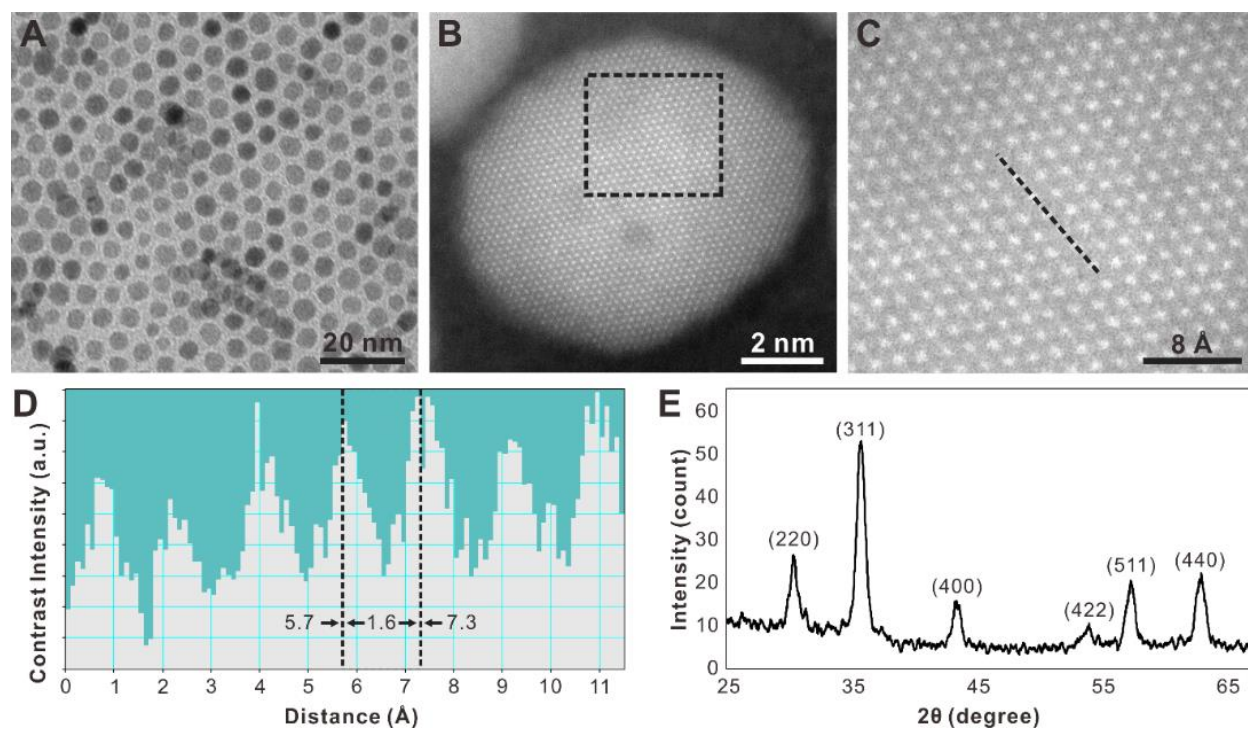 A
20 nm
B
2 nm
C
8 Å
D
Contrast Intensity (a.u.)
5.7
1.6
7.3
0 1 2 3 4 5 6 7 8 9 10 11
Distance (Å)
E
Intensity (count)
60
50
40
30
20
10
0
(220)
(311)
(400)
(422)
(511)
(440)
25 35 45 55 65
2θ (degree)